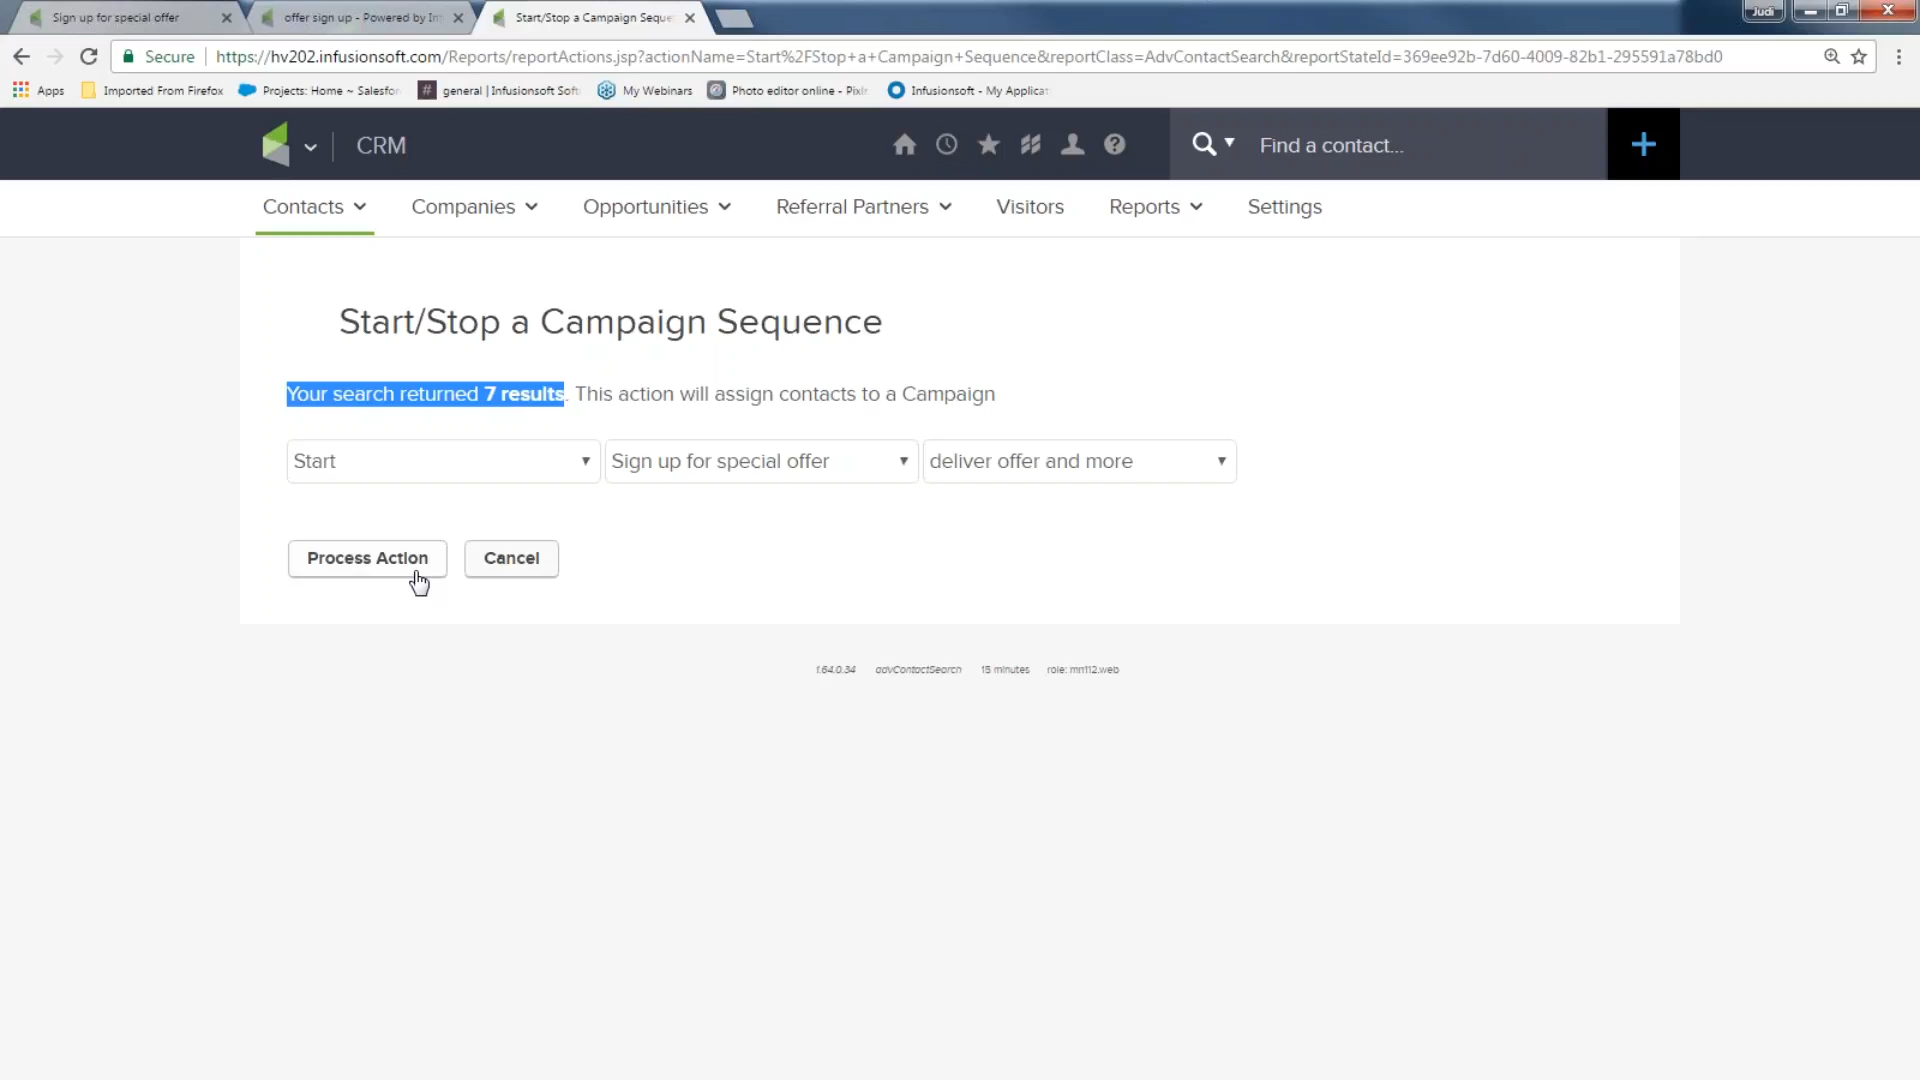 Sign up for special offer
offer sign up - Powered by In
Start/Stop a Campaign Seque
Judi
Secure
https://hv202.infusionsoft.com/Reports/reportActions.jsp?actionName=Start%2FStop+a+Campaign+Sequence&reportClass=AdvContactSearch&reportStateId=369ee92b-7d60-4009-82b1-295591a78bd0
Apps
Imported From Firefox
Projects: Home ~ Salesfor
general | Infusionsoft Soft
My Webinars
Photo editor online - Pixlr
Infusionsoft - My Applicat
CRM
Find a contact...
Contacts
Companies
Opportunities
Referral Partners
Visitors
Reports
Settings
Start/Stop a Campaign Sequence
Your search returned 7 results. This action will assign contacts to a Campaign
Start
Sign up for special offer
deliver offer and more
Process Action
Cancel
1.64.0.34 advContactSearch 15 minutes role: mn112.web